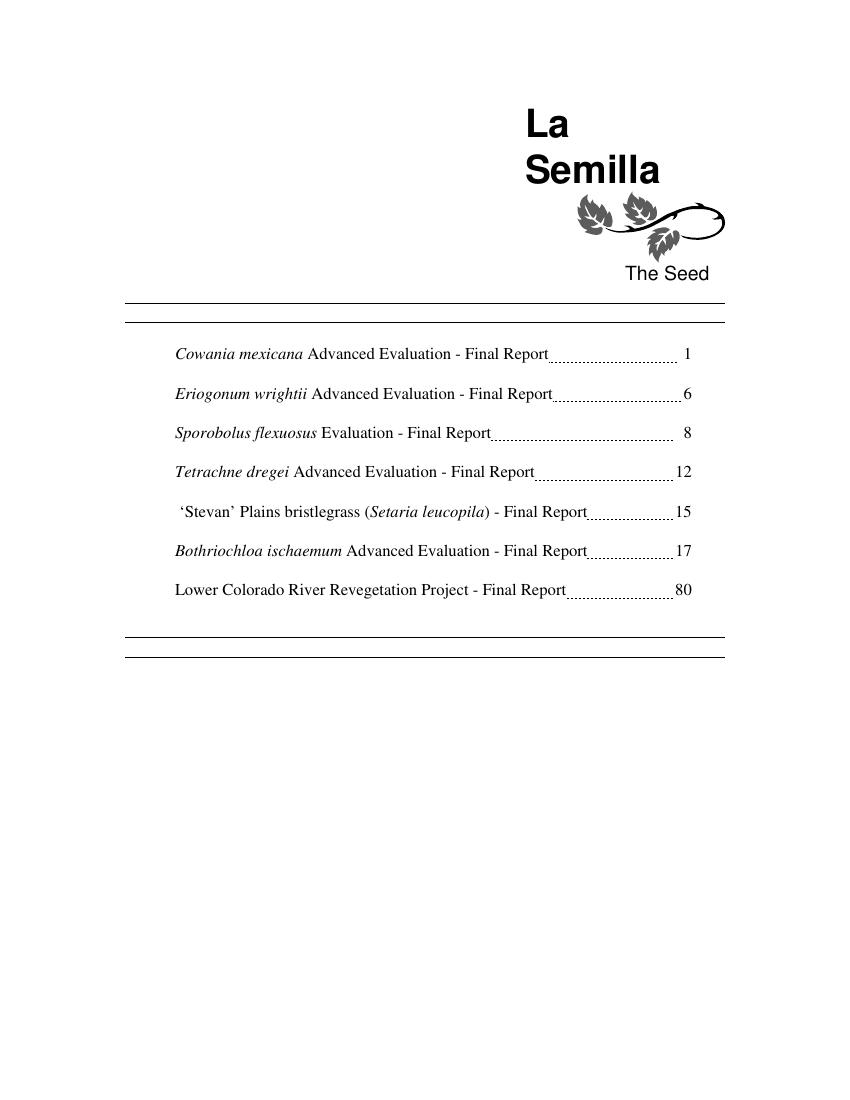 La
Semilla
The Seed
Cowania mexicana Advanced Evaluation - Final Report 1
Eriogonum wrightii Advanced Evaluation - Final Report 6
Sporobolus flexuosus Evaluation - Final Report 8
Tetrachne dregei Advanced Evaluation - Final Report 12
‘Stevan’ Plains bristlegrass (Setaria leucopila) - Final Report 15
Bothriochloa ischaemum Advanced Evaluation - Final Report 17
Lower Colorado River Revegetation Project - Final Report 80